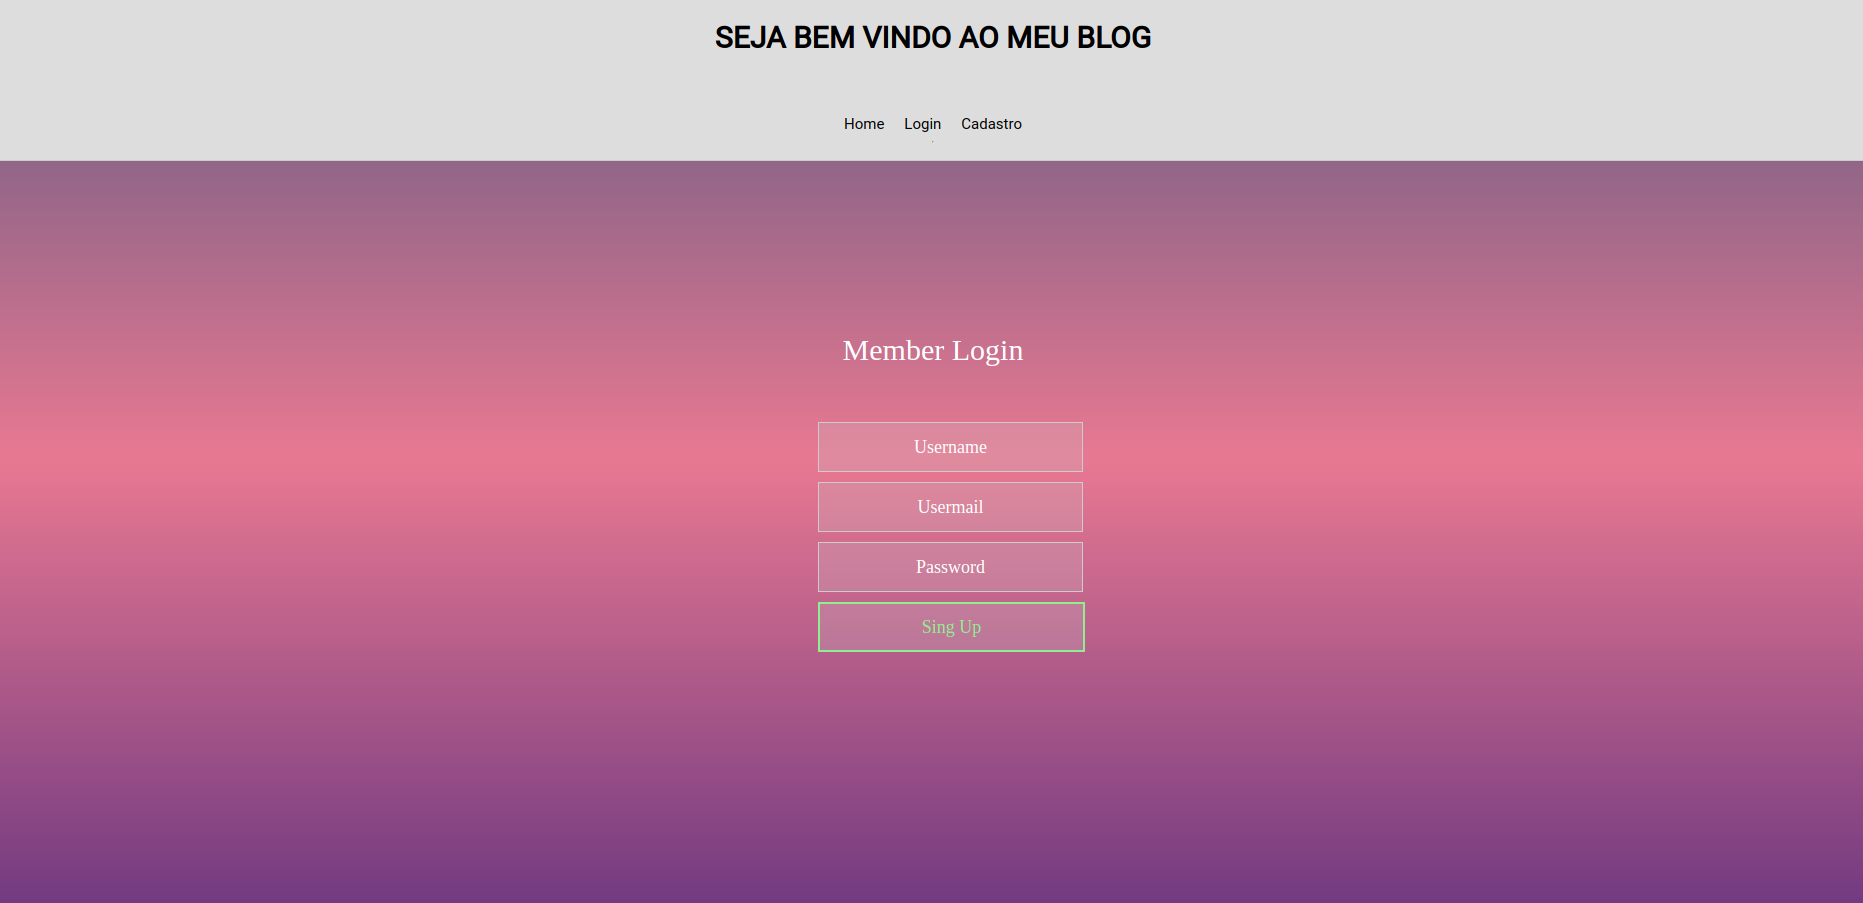 SEJA BEM VINDO AO MEU BLOG
Home Login Cadastro
Member Login
Username
Usermail
Password
Sing Up